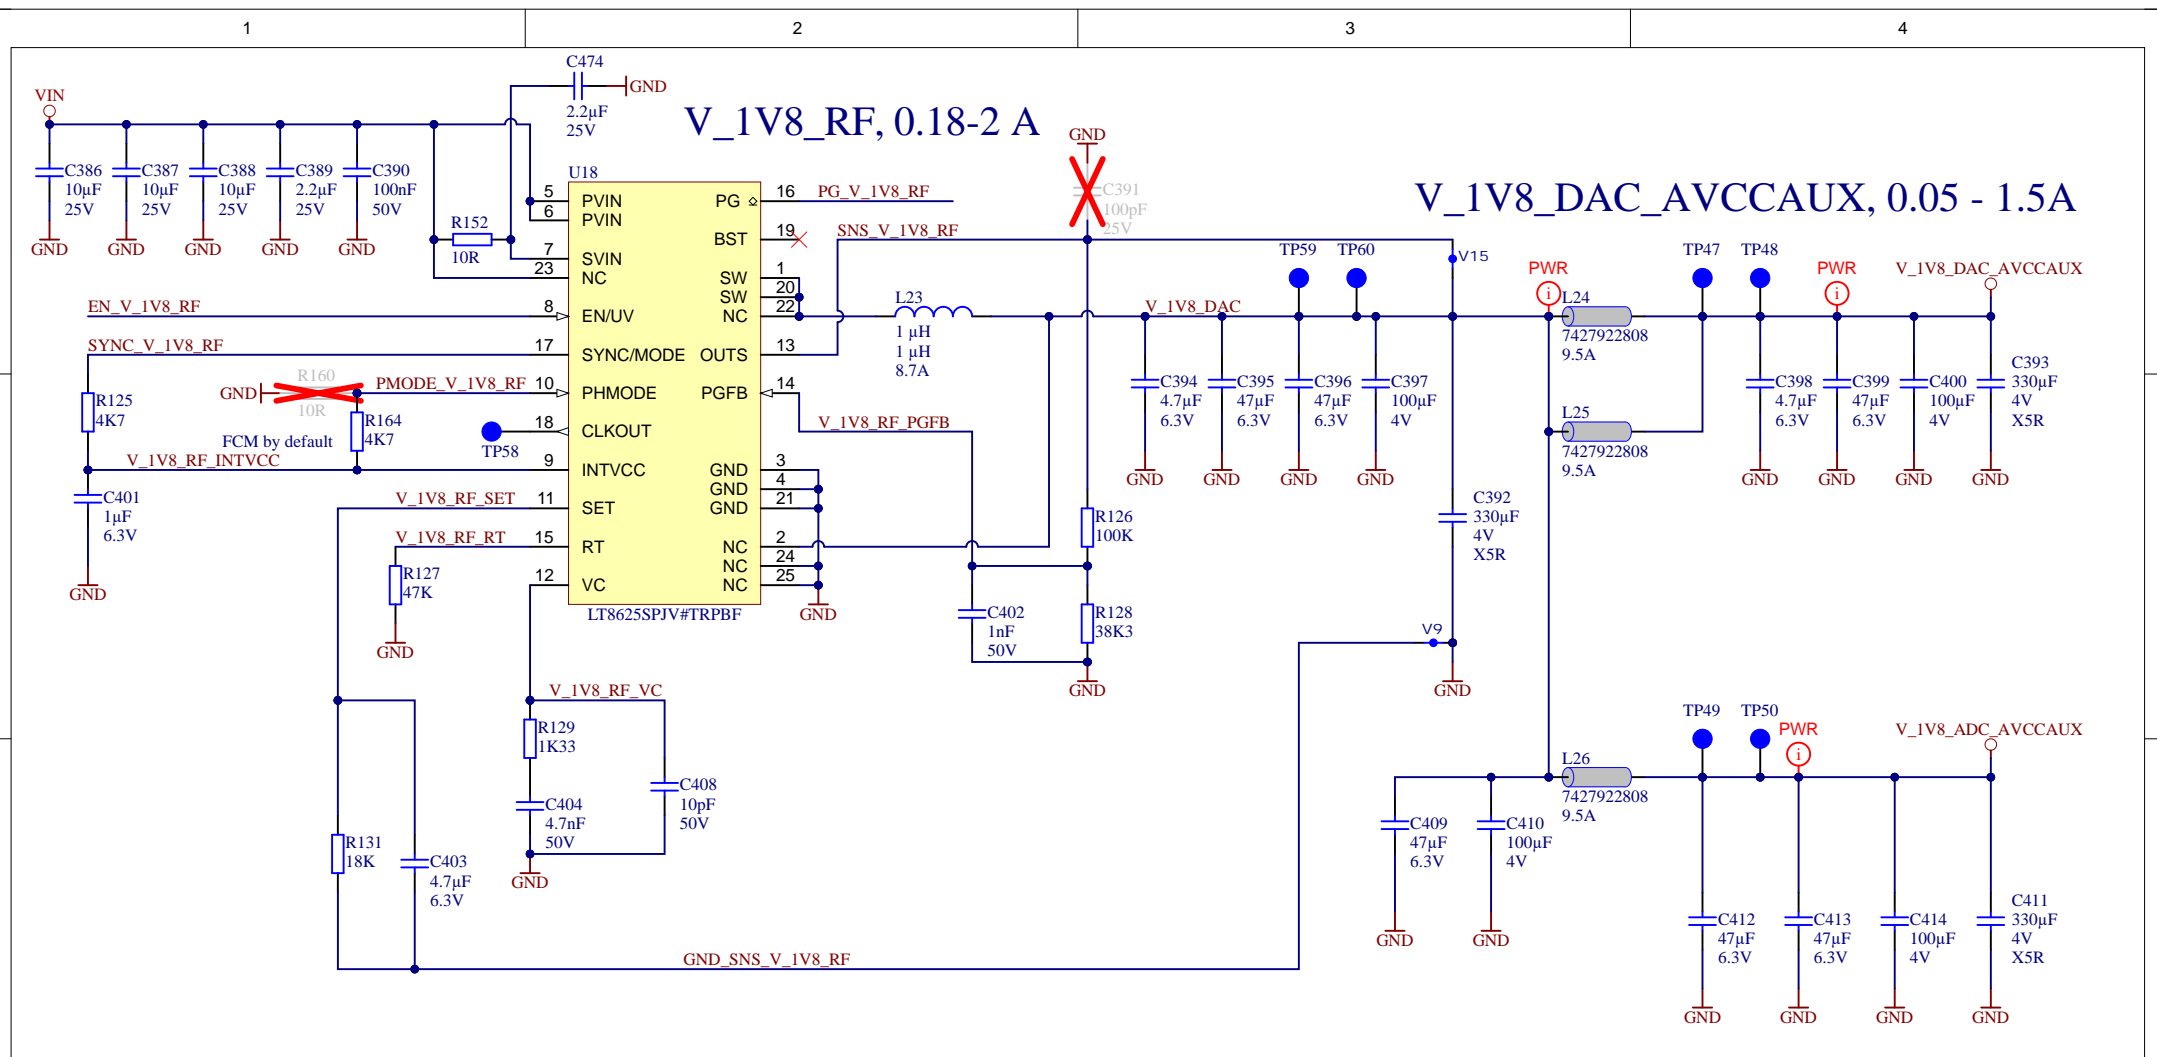 1
2
3
4
VIN
C474
2.2µF
25V
GND
V_1V8_RF, 0.18-2 A
V_1V8_DAC_AVCCAUX, 0.05 - 1.5A
C386
10µF
25V
GND
C387
10µF
25V
GND
C388
10µF
25V
GND
C389
2.2µF
25V
GND
C390
100nF
50V
GND
R152
10R
EN_V_1V8_RF
SYNC_V_1V8_RF
R125
4K7
GND
R160
10R
PMODE_V_1V8_RF
R164
4K7
FCM by default
TP58
V_1V8_RF_INTVCC
C401
1µF
6.3V
GND
V_1V8_RF_SET
V_1V8_RF_RT
R127
47K
GND
U18
5 PVIN
6 PVIN
7 SVIN
23 NC
8 EN/UV
17 SYNC/MODE
10 PHMODE
18 CLKOUT
9 INTVCC
11 SET
15 RT
12 VC
PG 16
BST 19
SW 1
SW 20
NC 22
OUTS 13
PGFB 14
GND 3
GND 4
GND 21
NC 2
NC 24
NC 25
LT8625SPJV#TRPBF
GND
PG_V_1V8_RF
SNS_V_1V8_RF
GND
C391
100pF
25V
L23
1 µH
1 µH
8.7A
V_1V8_RF_PGFB
V_1V8_DAC
TP59
TP60
V15
C394
4.7µF
6.3V
GND
C395
47µF
6.3V
GND
C396
47µF
6.3V
GND
C397
100µF
4V
GND
R126
100K
R128
38K3
C402
1nF
50V
GND
C392
330µF
4V
X5R
V9
GND
PWR
i
L24
7427922808
9.5A
L25
7427922808
9.5A
TP47
TP48
PWR
i
V_1V8_DAC_AVCCAUX
C398
4.7µF
6.3V
GND
C399
47µF
6.3V
GND
C400
100µF
4V
GND
C393
330µF
4V
X5R
GND
V_1V8_RF_VC
R129
1K33
C404
4.7nF
50V
GND
C408
10pF
50V
R131
18K
C403
4.7µF
6.3V
GND_SNS_V_1V8_RF
L26
7427922808
9.5A
TP49
TP50
PWR
i
V_1V8_ADC_AVCCAUX
C409
47µF
6.3V
GND
C410
100µF
4V
GND
C412
47µF
6.3V
GND
C413
47µF
6.3V
GND
C414
100µF
4V
GND
C411
330µF
4V
X5R
GND